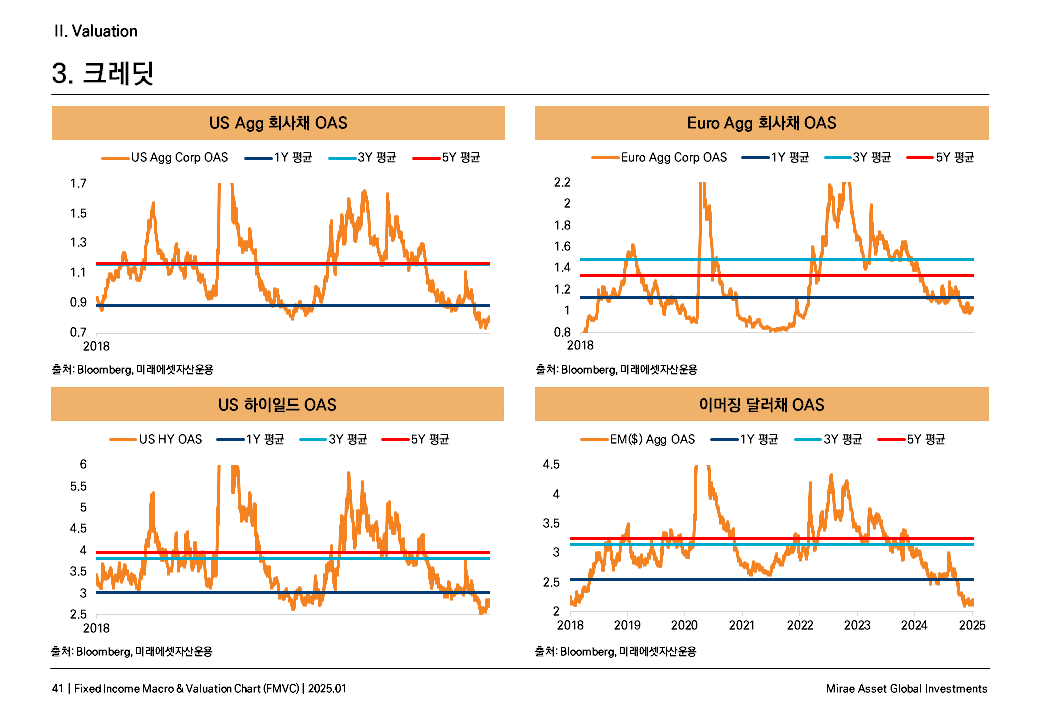 II. Valuation
3. 크레딧
US Agg 회사채 OAS
US Agg Corp OAS 1Y 평균 3Y 평균 5Y 평균
1.7
1.5
1.3
1.1
0.9
0.7
2018
출처: Bloomberg, 미래에셋자산운용
Euro Agg 회사채 OAS
Euro Agg Corp OAS 1Y 평균 3Y 평균 5Y 평균
2.2
2
1.8
1.6
1.4
1.2
1
0.8
2018
출처: Bloomberg, 미래에셋자산운용
US 하이일드 OAS
US HY OAS 1Y 평균 3Y 평균 5Y 평균
6
5.5
5
4.5
4
3.5
3
2.5
2018
출처: Bloomberg, 미래에셋자산운용
이머징 달러채 OAS
EM($) Agg OAS 1Y 평균 3Y 평균 5Y 평균
4.5
4
3.5
3
2.5
2
2018 2019 2020 2021 2022 2023 2024 2025
출처: Bloomberg, 미래에셋자산운용
41 | Fixed Income Macro & Valuation Chart (FMVC) | 2025.01
Mirae Asset Global Investments